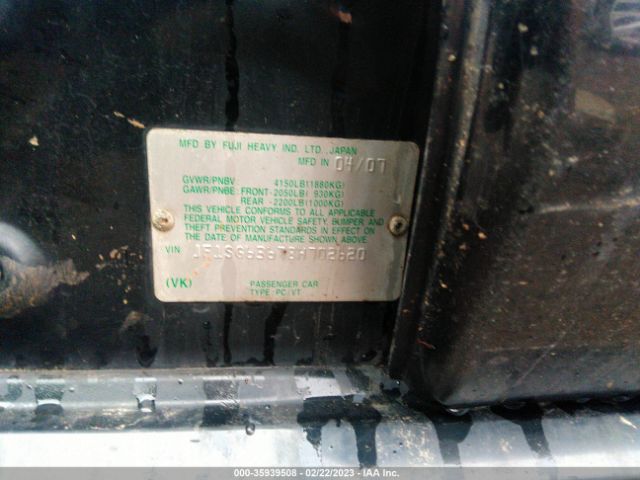 MFD BY FUJI HEAVY IND. LTD., JAPAN
MFD IN 04/07
GVWR/PNBV 4150LB(1880KG)
GAWR/PNBE: FRONT-2050LB( 930KG)
REAR -2200LB(1000KG)
THIS VEHICLE CONFORMS TO ALL APPLICABLE
FEDERAL MOTOR VEHICLE SAFETY, BUMPER, AND
THEFT PREVENTION STANDARDS IN EFFECT ON
THE DATE OF MANUFACTURE SHOWN ABOVE.
VIN
(VK) PASSENGER CAR
TYPE:PC/VT
000-35939508 - 02/22/2023 - IAA Inc.